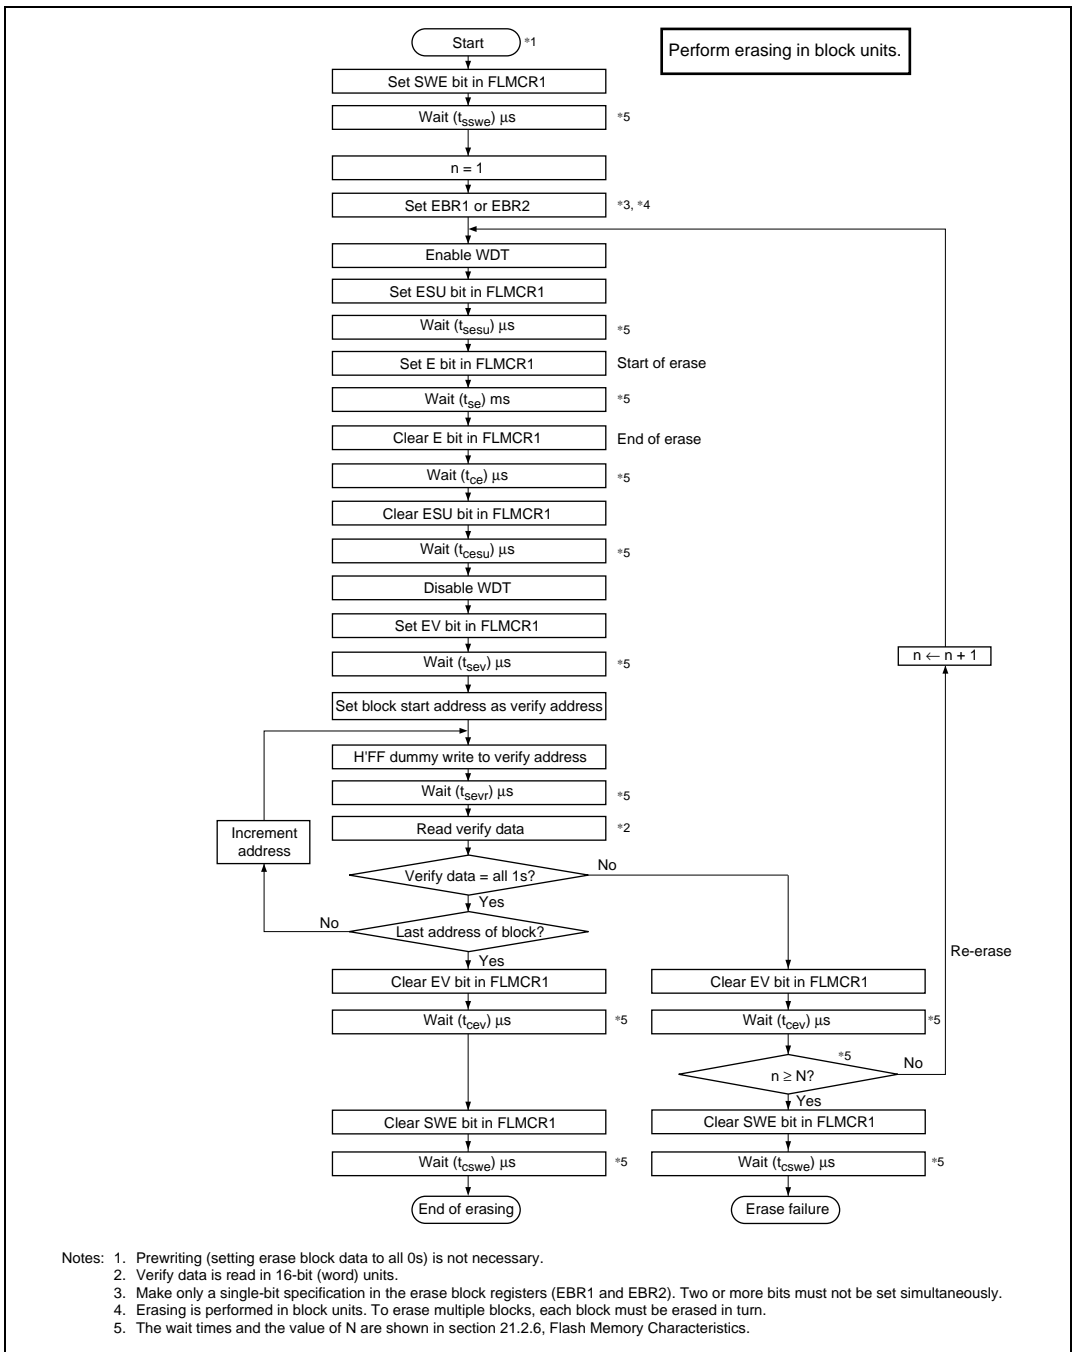 Start *1
Perform erasing in block units.
Set SWE bit in FLMCR1
Wait (tsswe) μs *5
n = 1
Set EBR1 or EBR2 *3, *4
Enable WDT
Set ESU bit in FLMCR1
Wait (tsesu) μs *5
Set E bit in FLMCR1 Start of erase
Wait (tse) ms *5
Clear E bit in FLMCR1 End of erase
Wait (tce) μs *5
Clear ESU bit in FLMCR1
Wait (tcesu) μs *5
Disable WDT
Set EV bit in FLMCR1
Wait (tsev) μs *5
n ← n + 1
Set block start address as verify address
H'FF dummy write to verify address
Wait (tsevr) μs *5
Increment
address
Read verify data *2
Verify data = all 1s?
No
Yes
Last address of block?
No
Yes
Re-erase
Clear EV bit in FLMCR1
Clear EV bit in FLMCR1
Wait (tcev) μs *5
Wait (tcev) μs *5
n ≥ N? *5
No
Yes
Clear SWE bit in FLMCR1
Clear SWE bit in FLMCR1
Wait (tcswe) μs *5
Wait (tcswe) μs *5
End of erasing
Erase failure
Notes: 1. Prewriting (setting erase block data to all 0s) is not necessary.
2. Verify data is read in 16-bit (word) units.
3. Make only a single-bit specification in the erase block registers (EBR1 and EBR2). Two or more bits must not be set simultaneously.
4. Erasing is performed in block units. To erase multiple blocks, each block must be erased in turn.
5. The wait times and the value of N are shown in section 21.2.6, Flash Memory Characteristics.